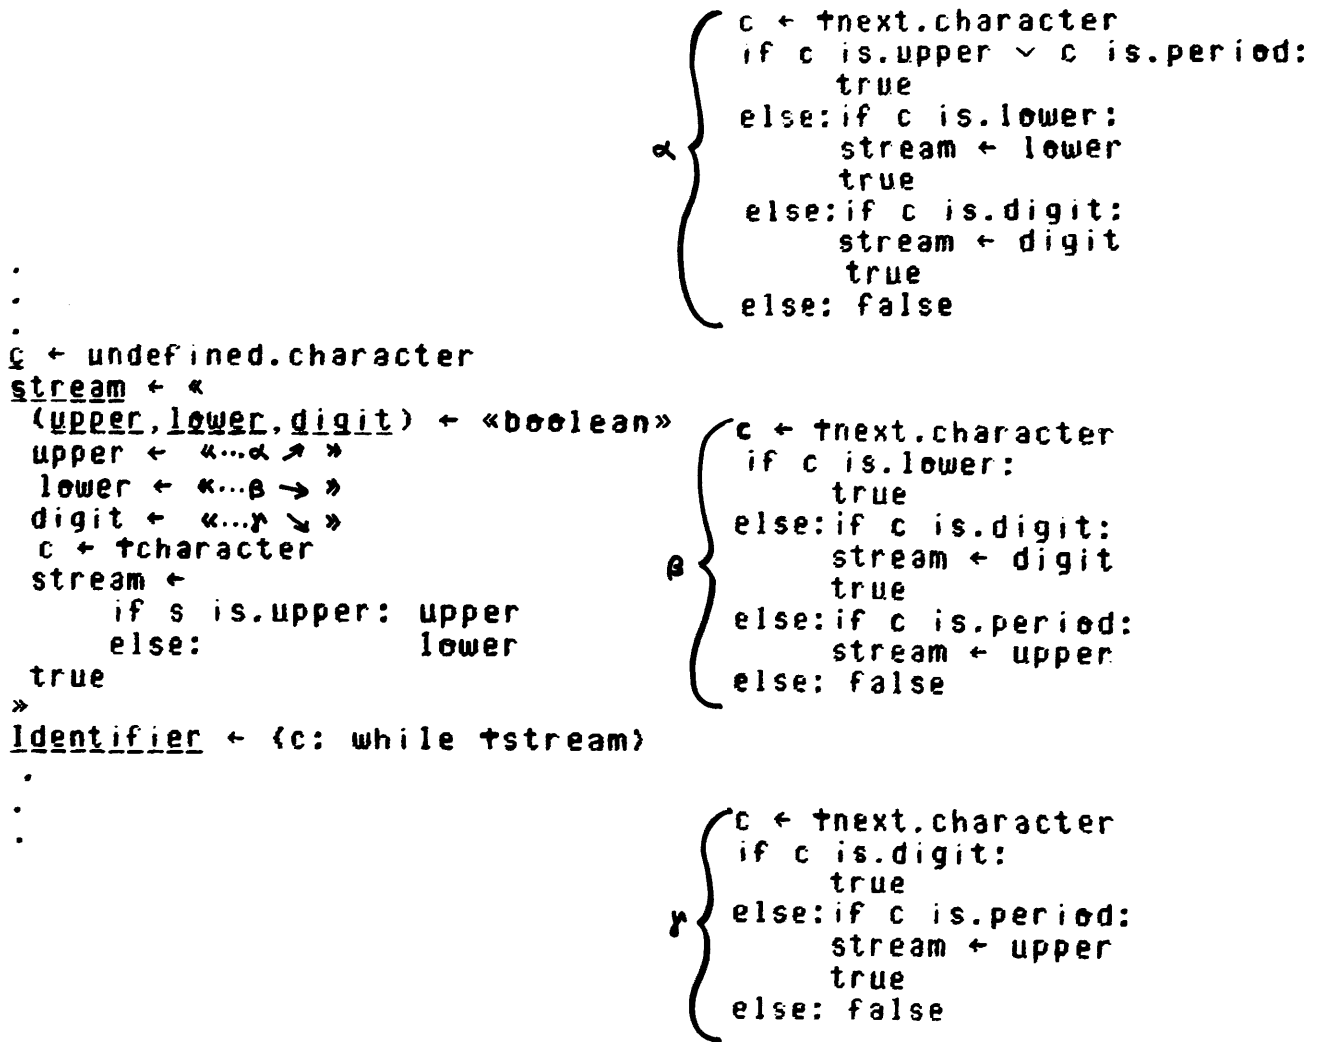 c ← †next.character
if c is.upper ∨ c is.period:
true
else:if c is.lower:
α
stream ← lower
true
else:if c is.digit:
stream ← digit
true
else: false
.
.
.
c ← undefined.character
stream ← «
(upper,lower,digit) ← «boolean»
upper ← «...α ↗ »
lower ← «...β → »
digit ← «...γ ↘ »
c ← †character
stream ←
if s is.upper: upper
else: lower
true
»
Identifier ← {c: while †stream}
.
.
.
c ← †next.character
if c is.lower:
true
else:if c is.digit:
β
stream ← digit
true
else:if c is.period:
stream ← upper
else: false
c ← †next.character
if c is.digit:
true
γ
else:if c is.period:
stream ← upper
true
else: false